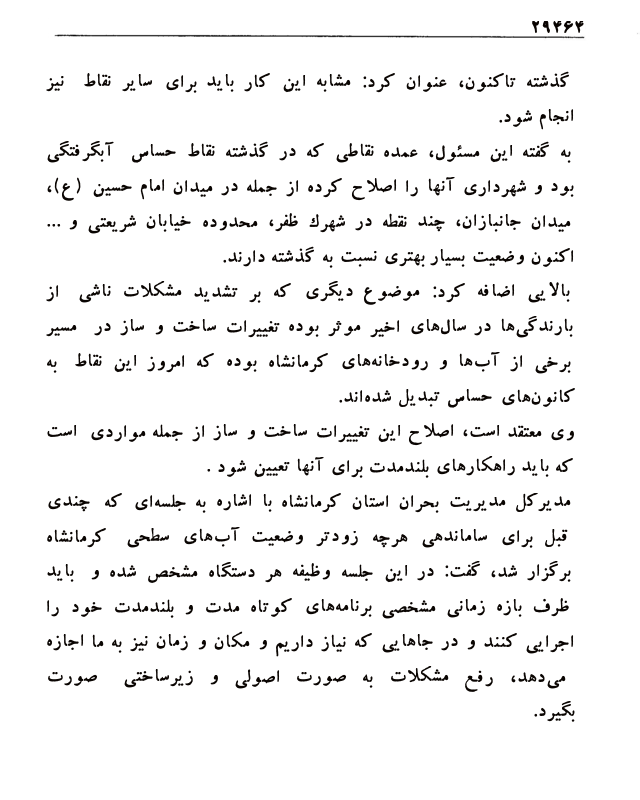 ۲۹۴۶۴
گذشته تاکنون، عنوان کرد: مشابه این کار باید برای سایر نقاط نیز
انجام شود.
به گفته این مسئول، عمده نقاطی که در گذشته نقاط حساس آبگرفتگی
بود و شهرداری آنها را اصلاح کرده از جمله در میدان امام حسین (ع)،
میدان جانبازان، چند نقطه در شهرك ظفر، محدوده خیابان شریعتی و ...
اکنون وضعیت بسیار بهتری نسبت به گذشته دارند.
بالایی اضافه کرد: موضوع دیگری که بر تشدید مشکلات ناشی از
بارندگی‌ها در سال‌های اخیر موثر بوده تغییرات ساخت و ساز در مسیر
برخی از آب‌ها و رودخانه‌های کرمانشاه بوده که امروز این نقاط به
کانون‌های حساس تبدیل شده‌اند.
وی معتقد است، اصلاح این تغییرات ساخت و ساز از جمله مواردی است
که باید راهکارهای بلندمدت برای آنها تعیین شود .
مدیرکل مدیریت بحران استان کرمانشاه با اشاره به جلسه‌ای که چندی
قبل برای ساماندهی هرچه زودتر وضعیت آب‌های سطحی کرمانشاه
برگزار شد، گفت: در این جلسه وظیفه هر دستگاه مشخص شده و باید
ظرف بازه زمانی مشخصی برنامه‌های کوتاه مدت و بلندمدت خود را
اجرایی کنند و در جاهایی که نیاز داریم و مکان و زمان نیز به ما اجازه
می‌دهد، رفع مشکلات به صورت اصولی و زیرساختی صورت
بگیرد.